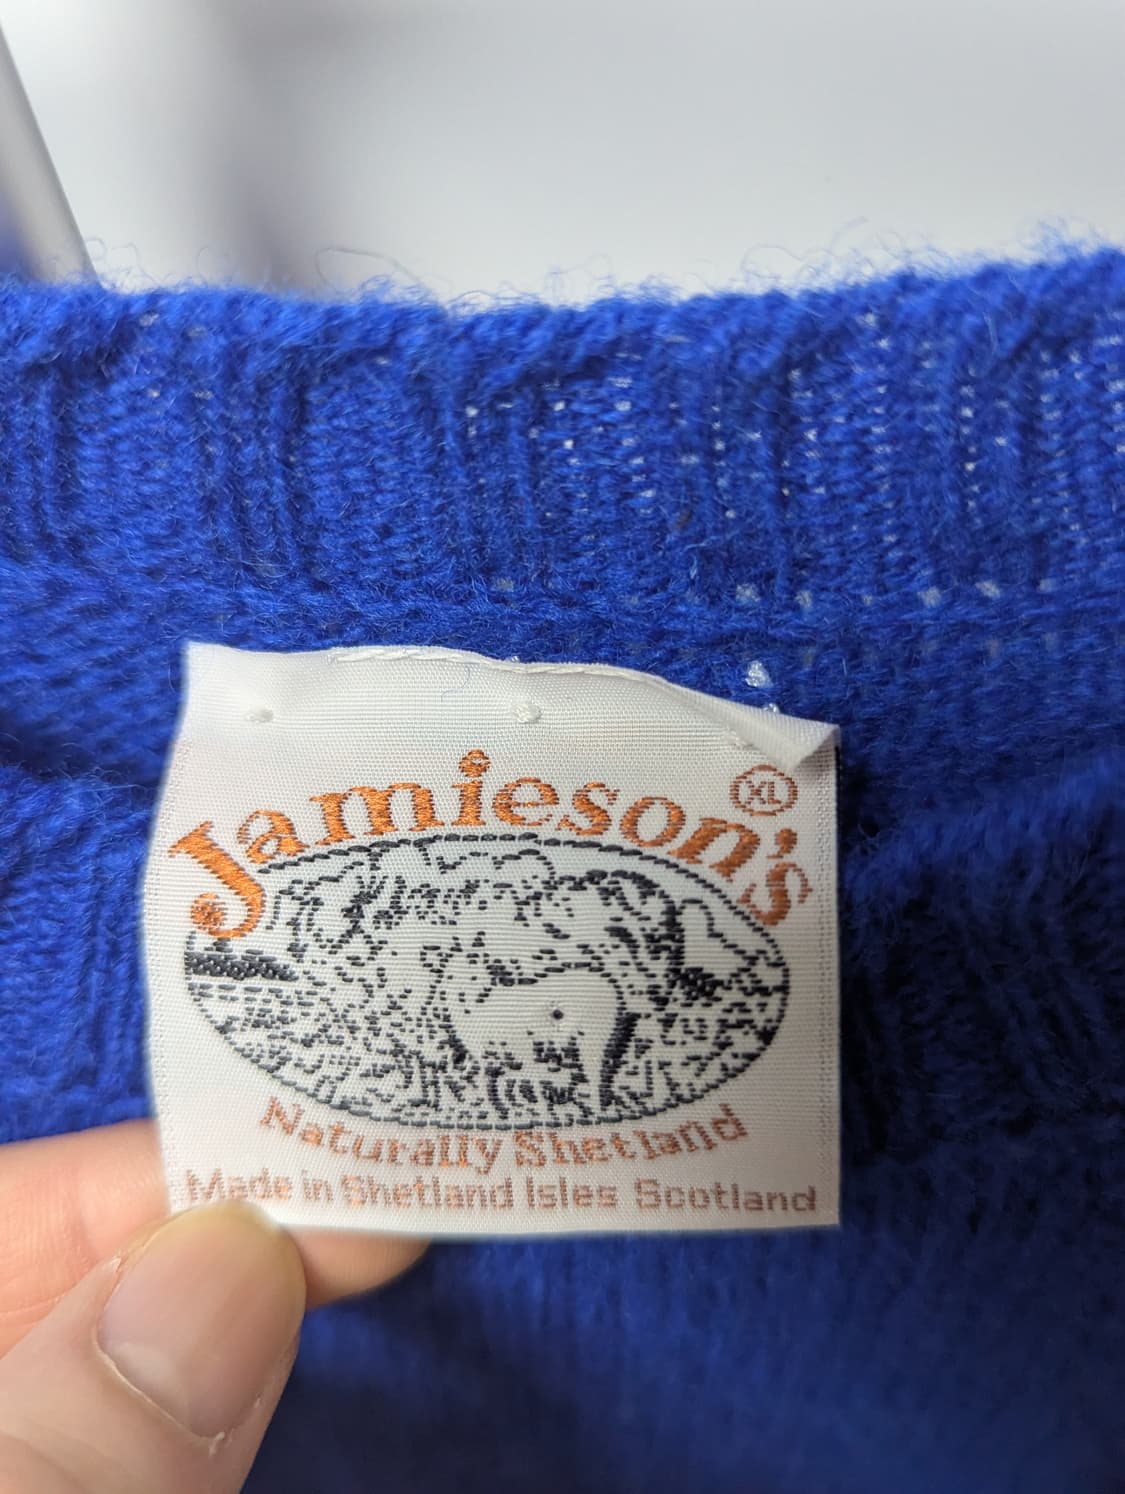 Jamieson's
XL
Naturally Shetland
Made in Shetland Isles Scotland